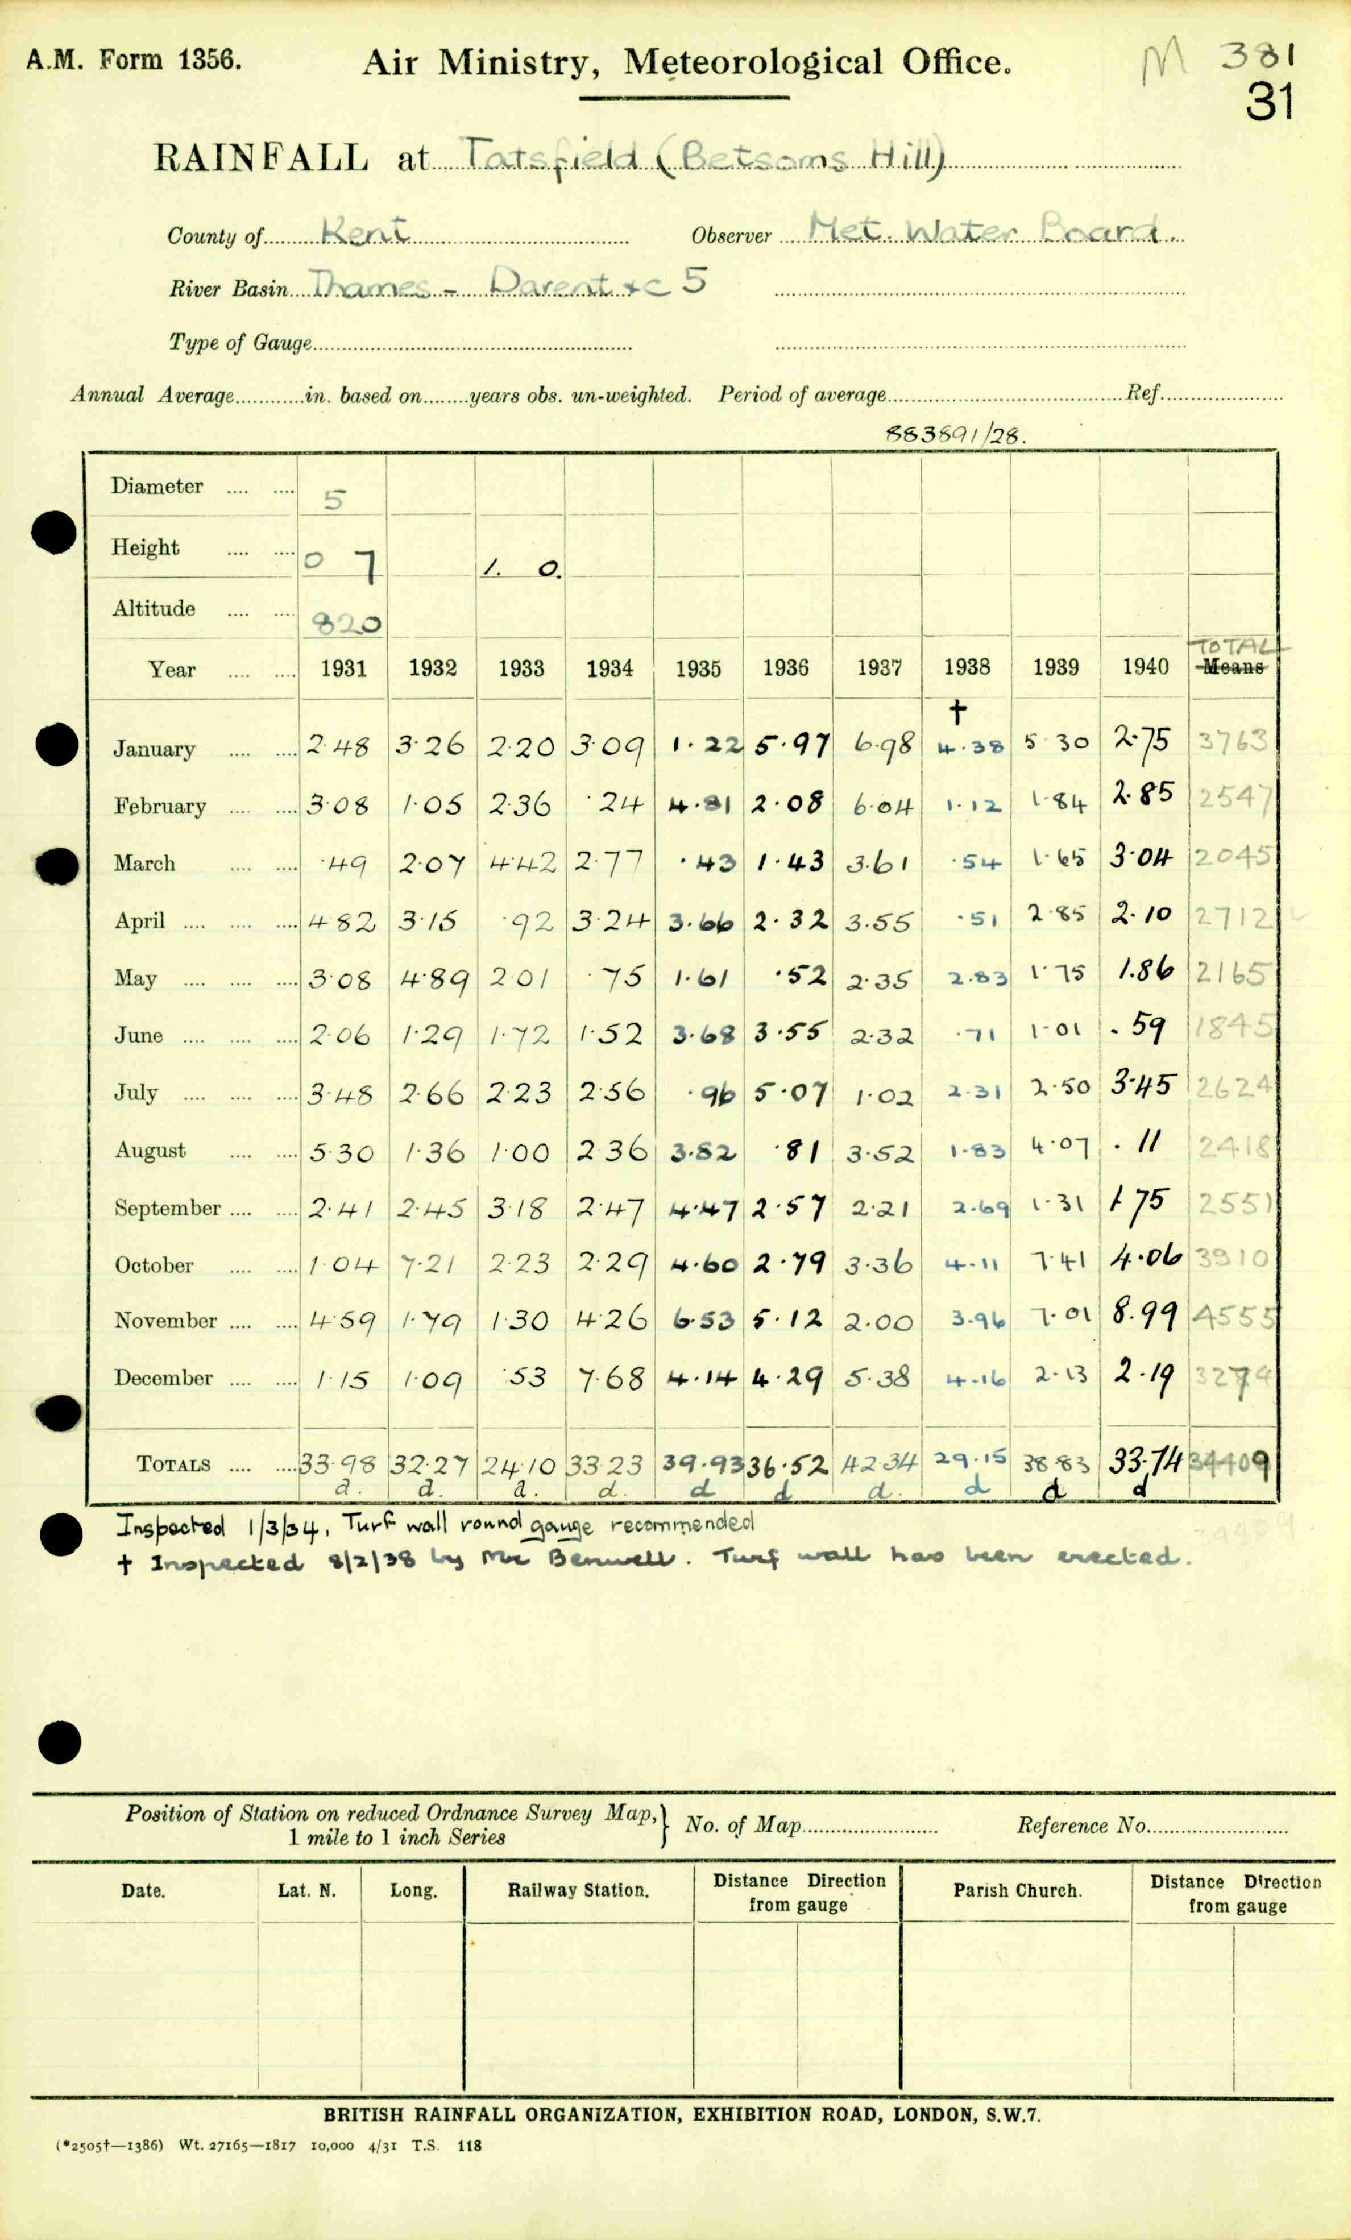 A.M. Form 1356. Air Ministry, Meteorological Office. M 381
31
RAINFALL at Tatsfield (Betsoms Hill)
County of Kent Observer Met. Water Board.
River Basin Thames - Darent &c 5
Type of Gauge
Annual Average in. based on years obs. un-weighted. Period of average Ref.
883891/28.
Diameter 5
Height 0 7 1. 0.
Altitude 820
TOTAL
Year 1931 1932 1933 1934 1935 1936 1937 1938 1939 1940 Means
†
January 2.48 3.26 2.20 3.09 1.22 5.97 6.98 4.38 5.30 2.75 3763
February 3.08 1.05 2.36 .24 4.81 2.08 6.04 1.12 1.84 2.85 2547
March .49 2.07 4.42 2.77 .43 1.43 3.61 .54 1.65 3.04 2045
April 4.82 3.15 .92 3.24 3.66 2.32 3.55 .51 2.85 2.10 2712
May 3.08 4.89 2.01 .75 1.61 .52 2.35 2.83 1.75 1.86 2165
June 2.06 1.29 1.72 1.52 3.68 3.55 2.32 .71 1.01 .59 1845
July 3.48 2.66 2.23 2.56 .96 5.07 1.02 2.31 2.50 3.45 2624
August 5.30 1.36 1.00 2.36 3.82 .81 3.52 1.83 4.07 .11 2418
September 2.41 2.45 3.18 2.47 4.47 2.57 2.21 2.69 1.31 1.75 2551
October 1.04 7.21 2.23 2.29 4.60 2.79 3.36 4.11 7.41 4.06 3910
November 4.59 1.79 1.30 4.26 6.53 5.12 2.00 3.96 7.01 8.99 4555
December 1.15 1.09 .53 7.68 4.14 4.29 5.38 4.16 2.13 2.19 3274
TOTALS 33.98 32.27 24.10 33.23 39.93 36.52 42.34 29.15 38.83 33.74 34409
d. d. d. d. d d d. d d d
Inspected 1/3/34, Turf wall round gauge recommended
34409
† Inspected 8/2/38 by Mr Benwell. Turf wall has been erected.
Position of Station on reduced Ordnance Survey Map,} No. of Map Reference No.
1 mile to 1 inch Series
Date. Lat. N. Long. Railway Station. Distance Direction from gauge Parish Church. Distance Direction from gauge
BRITISH RAINFALL ORGANIZATION, EXHIBITION ROAD, LONDON, S.W.7.
(*2505†—1386) Wt. 27165—1817 10,000 4/31 T.S. 118